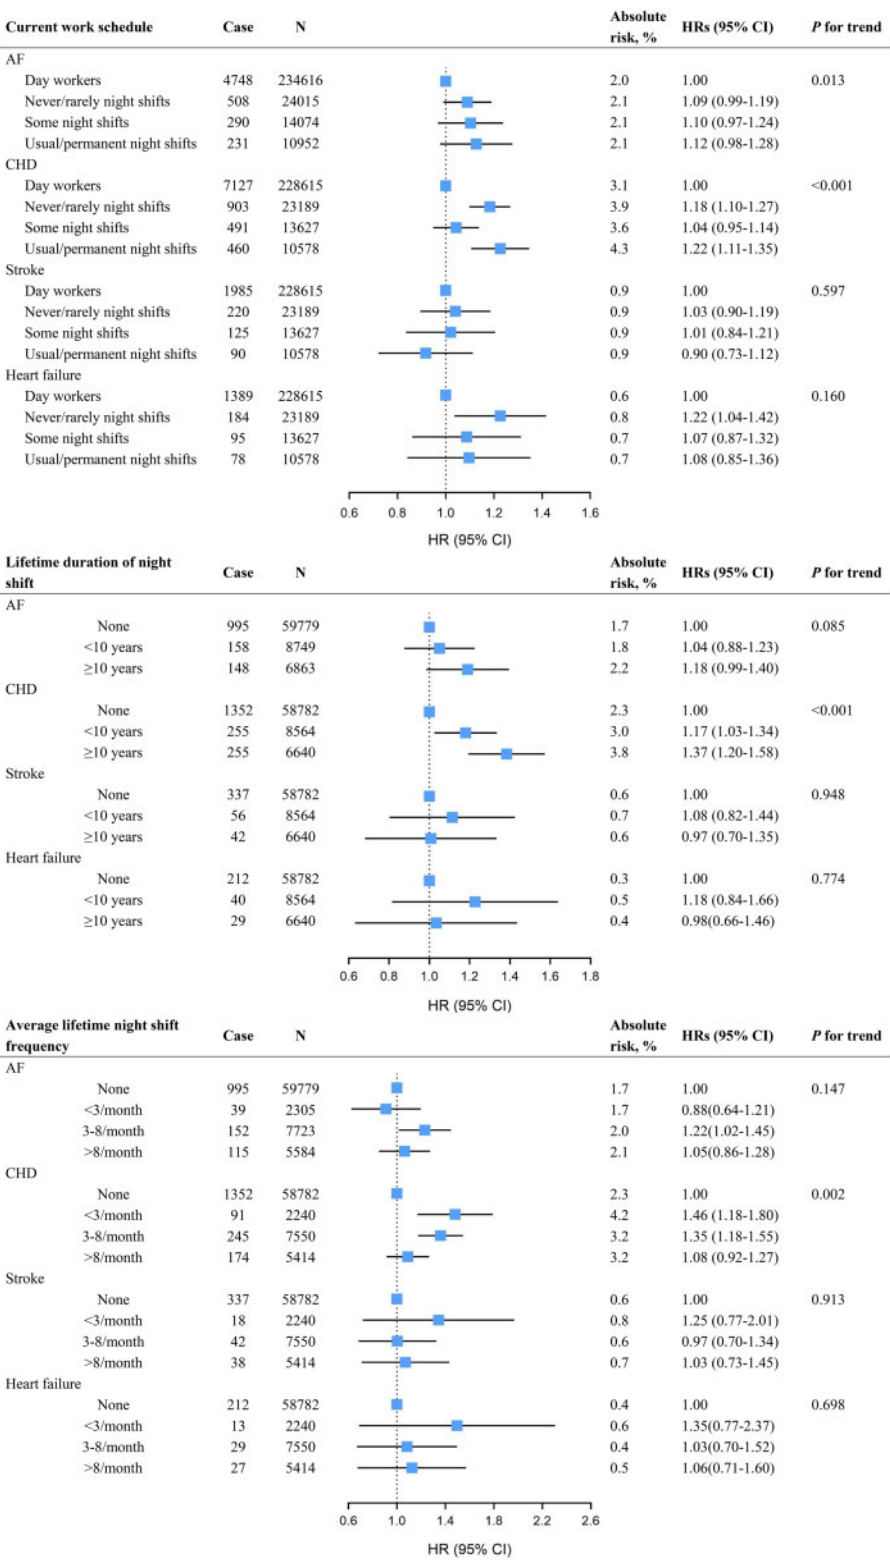 Current work schedule Case N Absolute risk, % HRs (95% CI) P for trend
AF
Day workers 4748 234616 2.0 1.00 0.013
Never/rarely night shifts 508 24015 2.1 1.09 (0.99-1.19)
Some night shifts 290 14074 2.1 1.10 (0.97-1.24)
Usual/permanent night shifts 231 10952 2.1 1.12 (0.98-1.28)
CHD
Day workers 7127 228615 3.1 1.00 <0.001
Never/rarely night shifts 903 23189 3.9 1.18 (1.10-1.27)
Some night shifts 491 13627 3.6 1.04 (0.95-1.14)
Usual/permanent night shifts 460 10578 4.3 1.22 (1.11-1.35)
Stroke
Day workers 1985 228615 0.9 1.00 0.597
Never/rarely night shifts 220 23189 0.9 1.03 (0.90-1.19)
Some night shifts 125 13627 0.9 1.01 (0.84-1.21)
Usual/permanent night shifts 90 10578 0.9 0.90 (0.73-1.12)
Heart failure
Day workers 1389 228615 0.6 1.00 0.160
Never/rarely night shifts 184 23189 0.8 1.22 (1.04-1.42)
Some night shifts 95 13627 0.7 1.07 (0.87-1.32)
Usual/permanent night shifts 78 10578 0.7 1.08 (0.85-1.36)
0.6 0.8 1.0 1.2 1.4 1.6
HR (95% CI)
Lifetime duration of night shift Case N Absolute risk, % HRs (95% CI) P for trend
AF
None 995 59779 1.7 1.00 0.085
<10 years 158 8749 1.8 1.04 (0.88-1.23)
≥10 years 148 6863 2.2 1.18 (0.99-1.40)
CHD
None 1352 58782 2.3 1.00 <0.001
<10 years 255 8564 3.0 1.17 (1.03-1.34)
≥10 years 255 6640 3.8 1.37 (1.20-1.58)
Stroke
None 337 58782 0.6 1.00 0.948
<10 years 56 8564 0.7 1.08 (0.82-1.44)
≥10 years 42 6640 0.6 0.97 (0.70-1.35)
Heart failure
None 212 58782 0.3 1.00 0.774
<10 years 40 8564 0.5 1.18 (0.84-1.66)
≥10 years 29 6640 0.4 0.98(0.66-1.46)
0.6 0.8 1.0 1.2 1.4 1.6 1.8
HR (95% CI)
Average lifetime night shift frequency Case N Absolute risk, % HRs (95% CI) P for trend
AF
None 995 59779 1.7 1.00 0.147
<3/month 39 2305 1.7 0.88(0.64-1.21)
3-8/month 152 7723 2.0 1.22(1.02-1.45)
>8/month 115 5584 2.1 1.05(0.86-1.28)
CHD
None 1352 58782 2.3 1.00 0.002
<3/month 91 2240 4.2 1.46 (1.18-1.80)
3-8/month 245 7550 3.2 1.35 (1.18-1.55)
>8/month 174 5414 3.2 1.08 (0.92-1.27)
Stroke
None 337 58782 0.6 1.00 0.913
<3/month 18 2240 0.8 1.25 (0.77-2.01)
3-8/month 42 7550 0.6 0.97 (0.70-1.34)
>8/month 38 5414 0.7 1.03 (0.73-1.45)
Heart failure
None 212 58782 0.4 1.00 0.698
<3/month 13 2240 0.6 1.35(0.77-2.37)
3-8/month 29 7550 0.4 1.03(0.70-1.52)
>8/month 27 5414 0.5 1.06(0.71-1.60)
0.6 1.0 1.4 1.8 2.2 2.6
HR (95% CI)